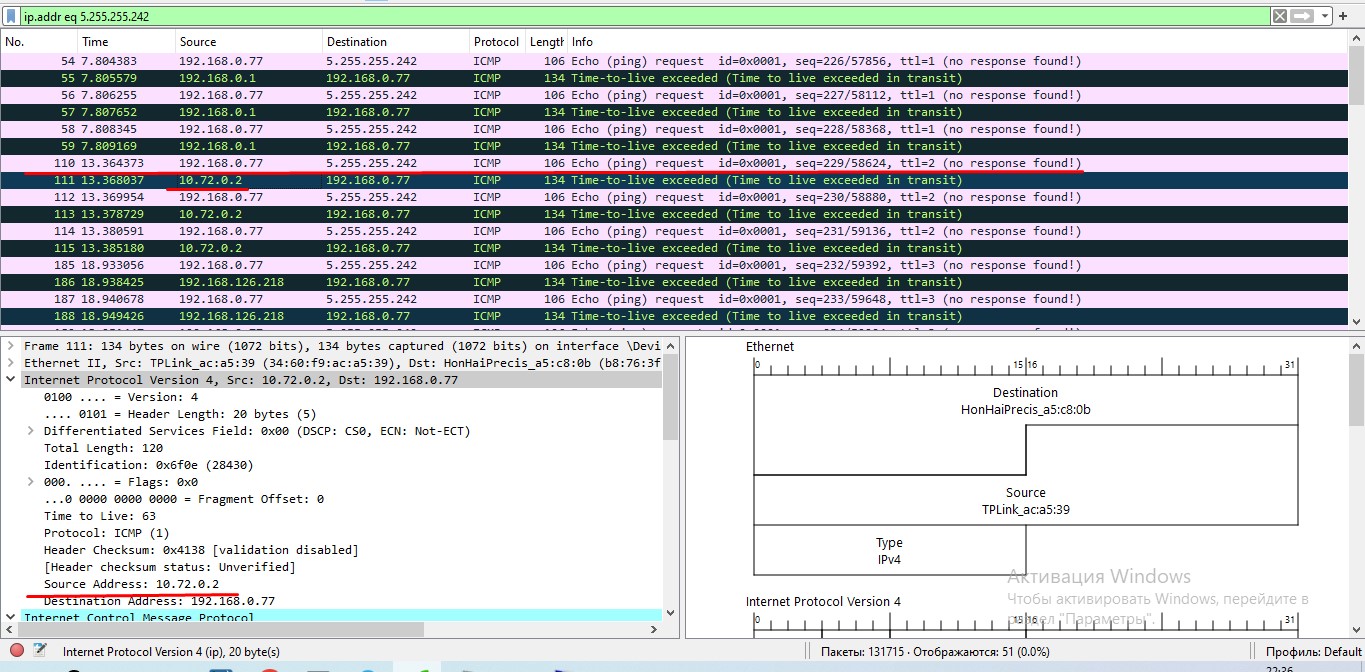 ip.addr eq 5.255.255.242
No. Time Source Destination Protocol Length Info
54 7.804383 192.168.0.77 5.255.255.242 ICMP 106 Echo (ping) request id=0x0001, seq=226/57856, ttl=1 (no response found!)
55 7.805579 192.168.0.1 192.168.0.77 ICMP 134 Time-to-live exceeded (Time to live exceeded in transit)
56 7.806255 192.168.0.77 5.255.255.242 ICMP 106 Echo (ping) request id=0x0001, seq=227/58112, ttl=1 (no response found!)
57 7.807652 192.168.0.1 192.168.0.77 ICMP 134 Time-to-live exceeded (Time to live exceeded in transit)
58 7.808345 192.168.0.77 5.255.255.242 ICMP 106 Echo (ping) request id=0x0001, seq=228/58368, ttl=1 (no response found!)
59 7.809169 192.168.0.1 192.168.0.77 ICMP 134 Time-to-live exceeded (Time to live exceeded in transit)
110 13.364373 192.168.0.77 5.255.255.242 ICMP 106 Echo (ping) request id=0x0001, seq=229/58624, ttl=2 (no response found!)
111 13.368037 10.72.0.2 192.168.0.77 ICMP 134 Time-to-live exceeded (Time to live exceeded in transit)
112 13.369954 192.168.0.77 5.255.255.242 ICMP 106 Echo (ping) request id=0x0001, seq=230/58880, ttl=2 (no response found!)
113 13.378729 10.72.0.2 192.168.0.77 ICMP 134 Time-to-live exceeded (Time to live exceeded in transit)
114 13.380591 192.168.0.77 5.255.255.242 ICMP 106 Echo (ping) request id=0x0001, seq=231/59136, ttl=2 (no response found!)
115 13.385180 10.72.0.2 192.168.0.77 ICMP 134 Time-to-live exceeded (Time to live exceeded in transit)
185 18.933056 192.168.0.77 5.255.255.242 ICMP 106 Echo (ping) request id=0x0001, seq=232/59392, ttl=3 (no response found!)
186 18.938425 192.168.126.218 192.168.0.77 ICMP 134 Time-to-live exceeded (Time to live exceeded in transit)
187 18.940678 192.168.0.77 5.255.255.242 ICMP 106 Echo (ping) request id=0x0001, seq=233/59648, ttl=3 (no response found!)
188 18.949426 192.168.126.218 192.168.0.77 ICMP 134 Time-to-live exceeded (Time to live exceeded in transit)
Frame 111: 134 bytes on wire (1072 bits), 134 bytes captured (1072 bits) on interface \Devi
Ethernet II, Src: TPLink_ac:a5:39 (34:60:f9:ac:a5:39), Dst: HonHaiPrecis_a5:c8:0b (b8:76:3f
Internet Protocol Version 4, Src: 10.72.0.2, Dst: 192.168.0.77
0100 .... = Version: 4
.... 0101 = Header Length: 20 bytes (5)
Differentiated Services Field: 0x00 (DSCP: CS0, ECN: Not-ECT)
Total Length: 120
Identification: 0x6f0e (28430)
000. .... = Flags: 0x0
...0 0000 0000 0000 = Fragment Offset: 0
Time to Live: 63
Protocol: ICMP (1)
Header Checksum: 0x4138 [validation disabled]
[Header checksum status: Unverified]
Source Address: 10.72.0.2
Destination Address: 192.168.0.77
Internet Control Message Protocol
Ethernet
0 15 16 31
Destination
HonHaiPrecis_a5:c8:0b
Source
TPLink_ac:a5:39
Type
IPv4
Internet Protocol Version 4
0 15 16 31
Активация Windows
Чтобы активировать Windows, перейдите в
раздел "Параметры".
Internet Protocol Version 4 (ip), 20 byte(s)
Пакеты: 131715 · Отображаются: 51 (0.0%)
Профиль: Default
22:36